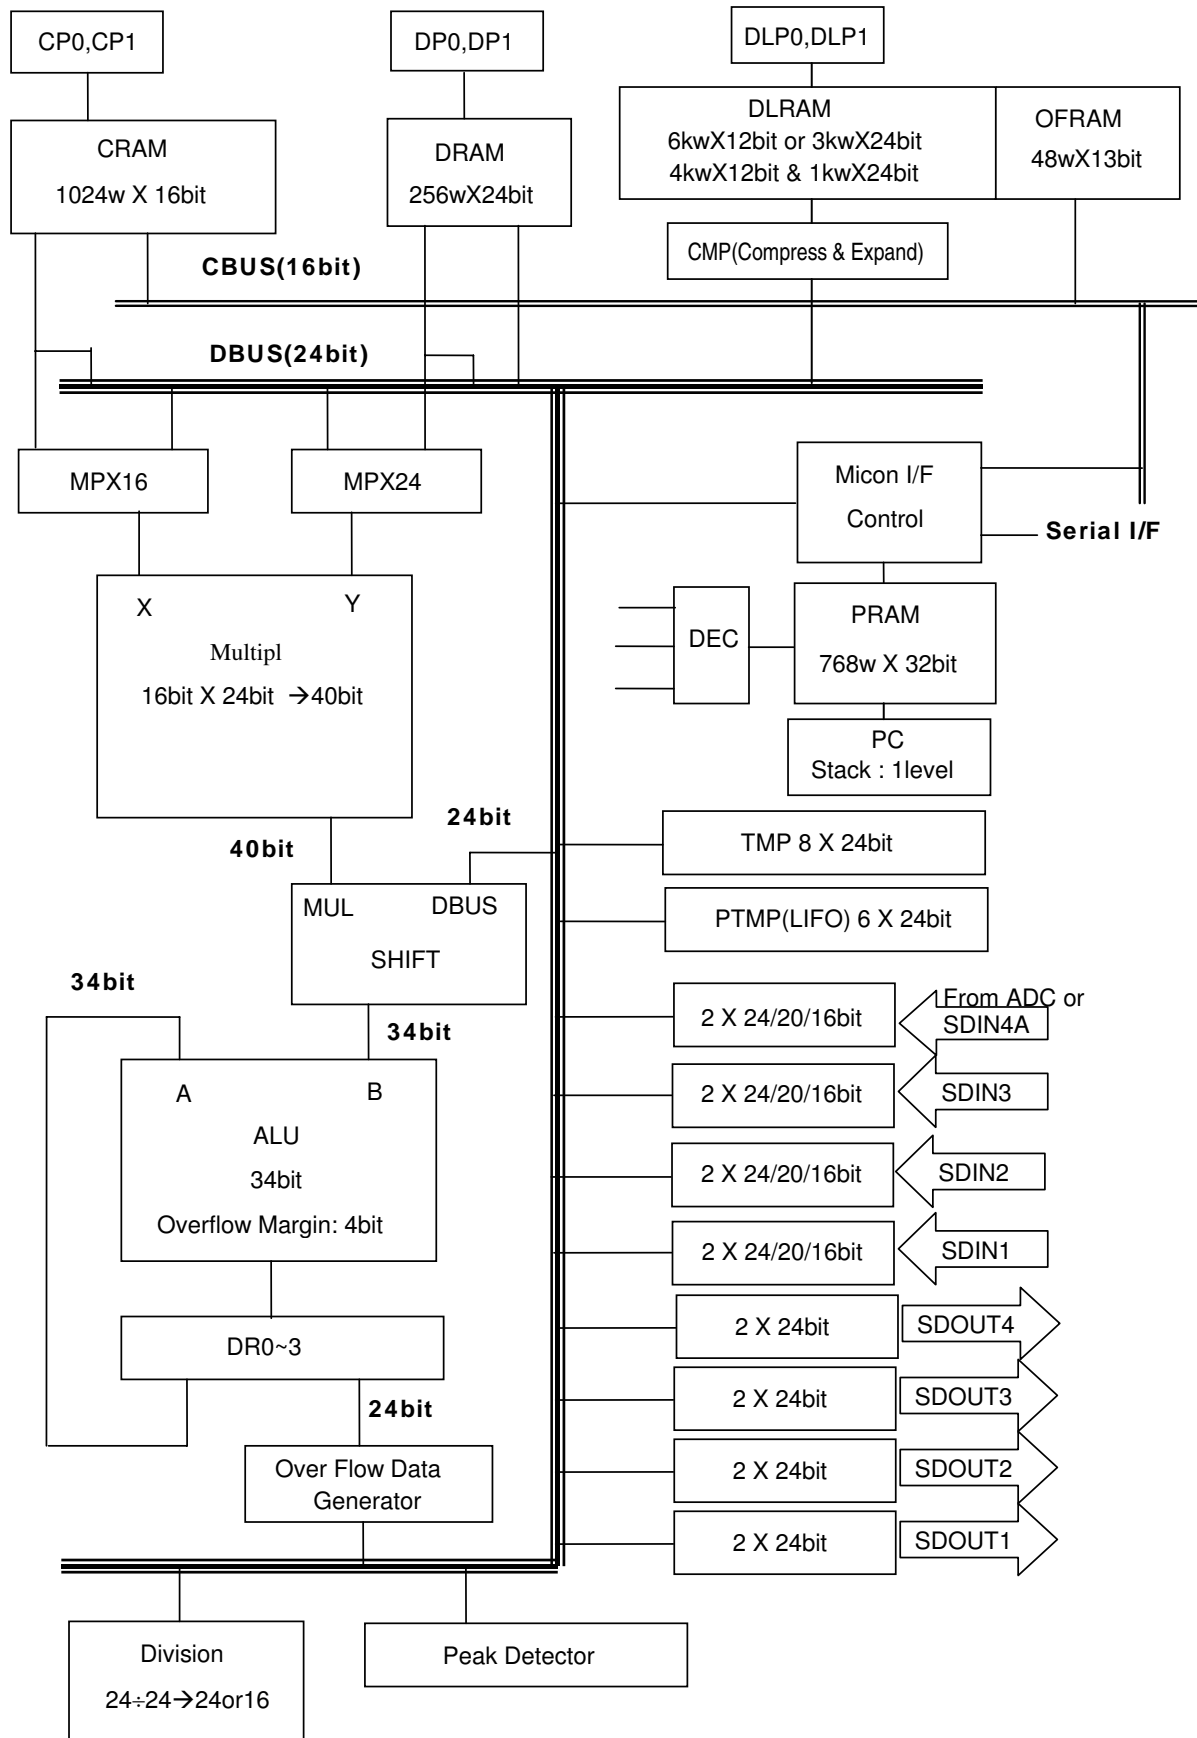 CP0,CP1
DP0,DP1
DLP0,DLP1
CRAM
1024w X 16bit
DRAM
256wX24bit
DLRAM
6kwX12bit or 3kwX24bit
4kwX12bit & 1kwX24bit
OFRAM
48wX13bit
CMP(Compress & Expand)
CBUS(16bit)
DBUS(24bit)
MPX16
MPX24
Micon I/F
Control
Serial I/F
X
Y
Multipl
16bit X 24bit →40bit
DEC
PRAM
768w X 32bit
PC
Stack : 1level
24bit
40bit
TMP 8 X 24bit
MUL
DBUS
SHIFT
PTMP(LIFO) 6 X 24bit
34bit
34bit
2 X 24/20/16bit
From ADC or
SDIN4A
A
B
ALU
34bit
Overflow Margin: 4bit
2 X 24/20/16bit
SDIN3
2 X 24/20/16bit
SDIN2
2 X 24/20/16bit
SDIN1
DR0~3
2 X 24bit
SDOUT4
24bit
2 X 24bit
SDOUT3
Over Flow Data
Generator
2 X 24bit
SDOUT2
2 X 24bit
SDOUT1
Division
24÷24→24or16
Peak Detector